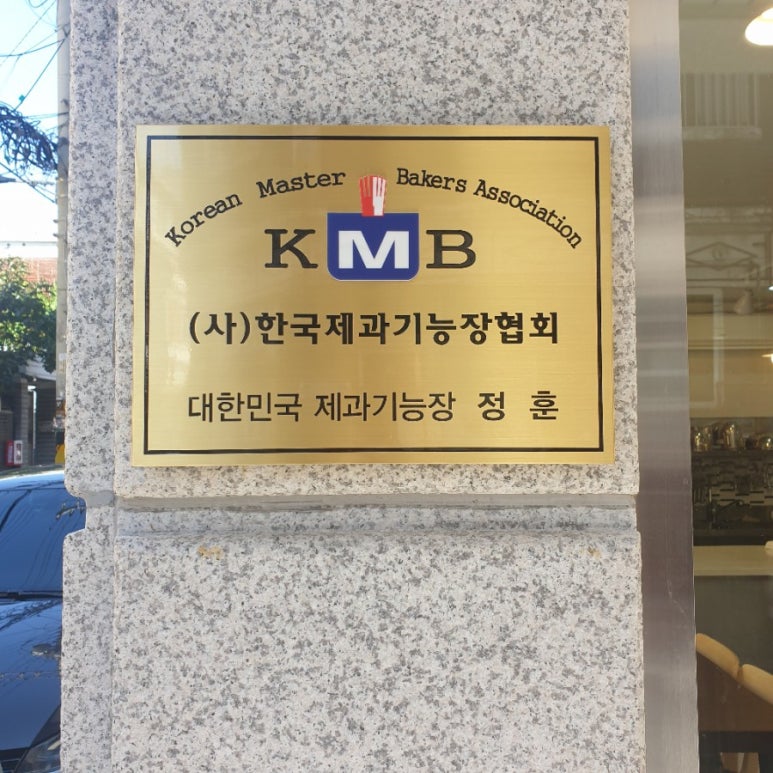 Korean Master Bakers Association
KMB
(사)한국제과기능장협회
대한민국 제과기능장 정 훈